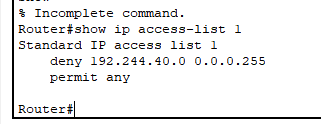 % Incomplete command.
Router#show ip access-list 1
Standard IP access list 1
    deny 192.244.40.0 0.0.0.255
    permit any
Router#